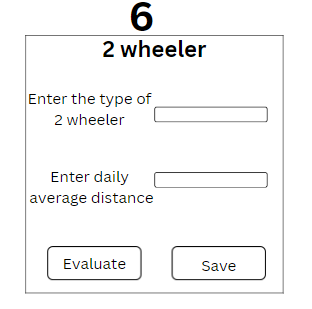 6
2 wheeler
Enter the type of
2 wheeler
Enter daily
average distance
Evaluate
Save